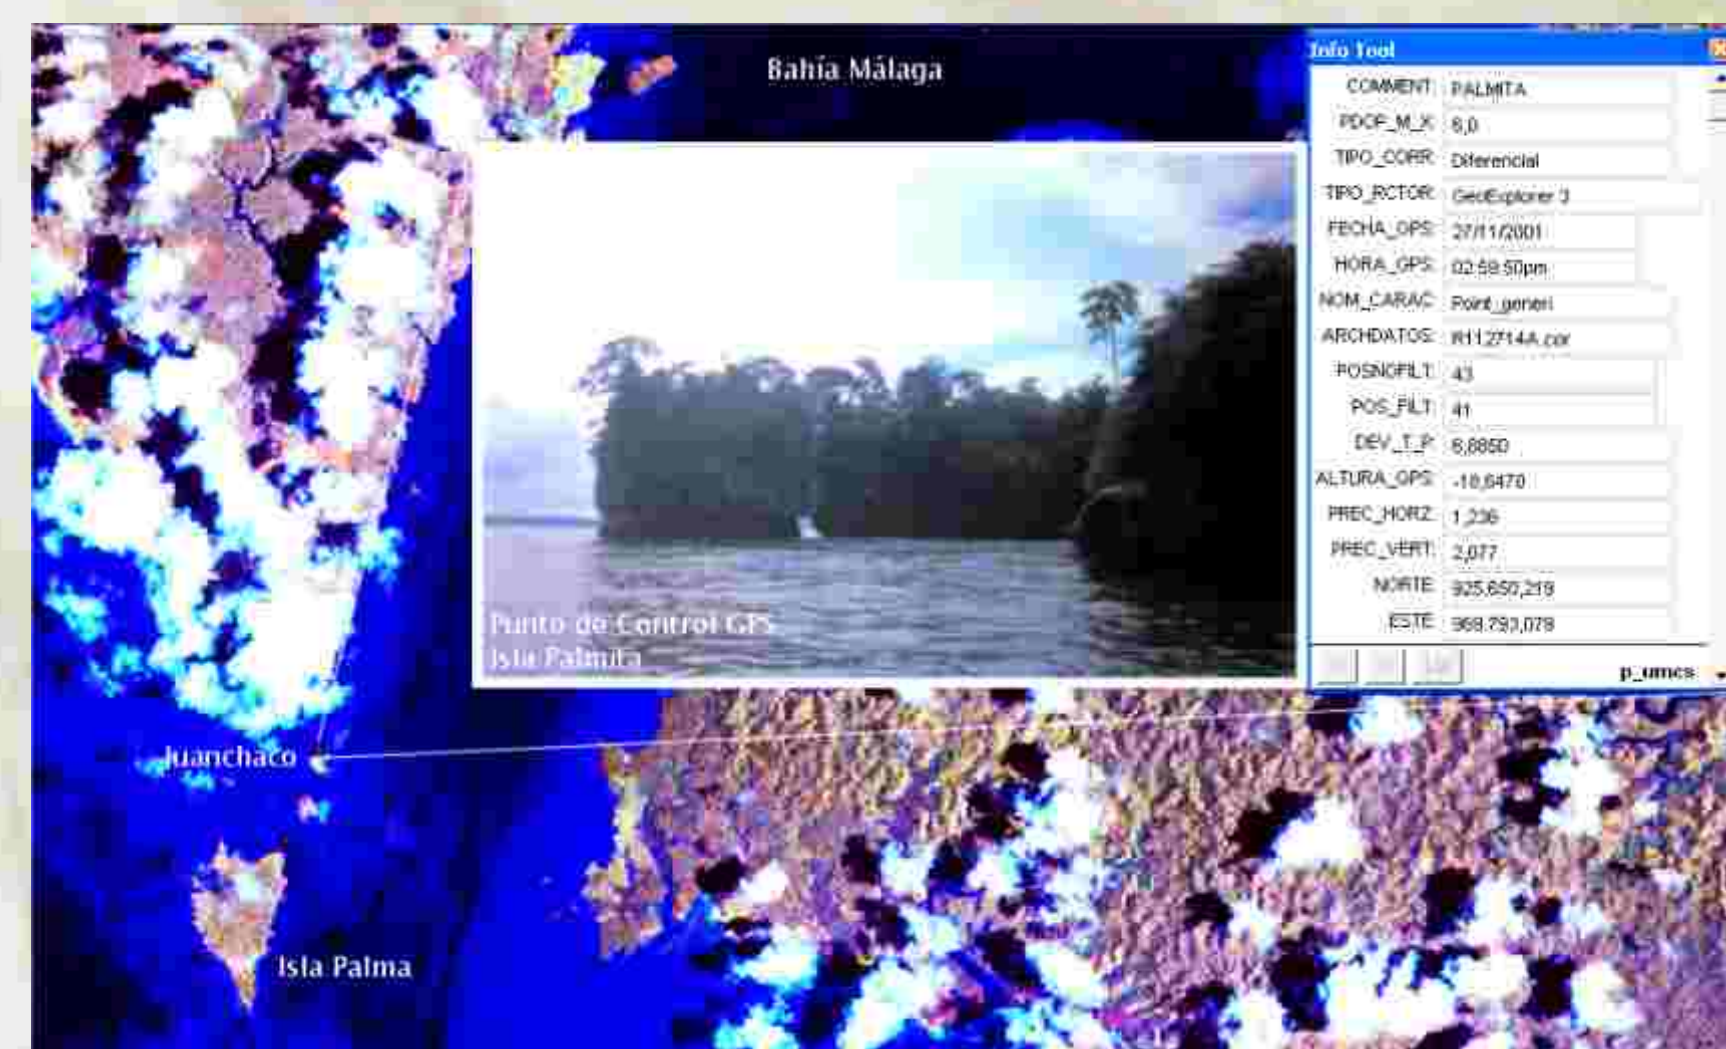 Bahía Málaga
Info Tool
COMMENT: PALMITA
PDOP_M_X: 6,0
TIPO_CORR: Diferencial
TIPO_RCTOR: GeoExplorer 3
FECHA_GPS: 27/11/2001
HORA_GPS: 02:58:50pm
NOM_CARAC: Point_generi
ARCHDATOS: R112714A.cor
POSNOFILT: 43
POS_FILT: 41
DEV_T_P: 6,8850
ALTURA_GPS: -18,6470
PREC_HORZ: 1,236
PREC_VERT: 2,077
NORTE: 925,650,219
ESTE: 969.793,079
p_umcs
Punto de Control GPS
Isla Palmita
Juanchaco
Isla Palma